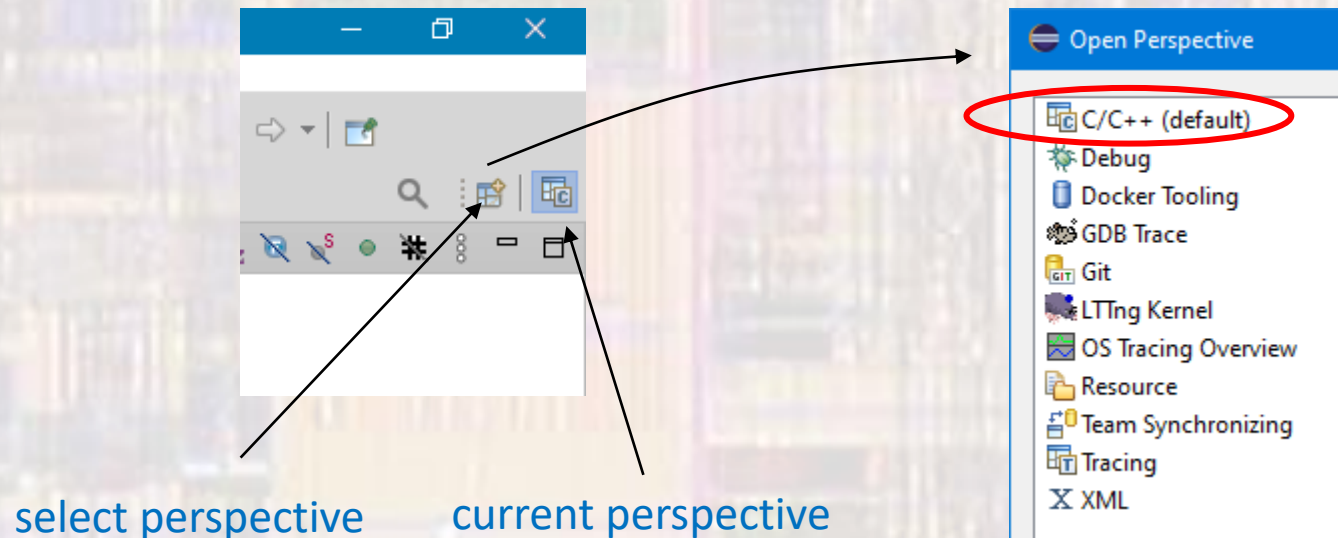 Open Perspective
C/C++ (default)
Debug
Docker Tooling
GDB Trace
Git
LTTng Kernel
OS Tracing Overview
Resource
Team Synchronizing
Tracing
XML
select perspective
current perspective